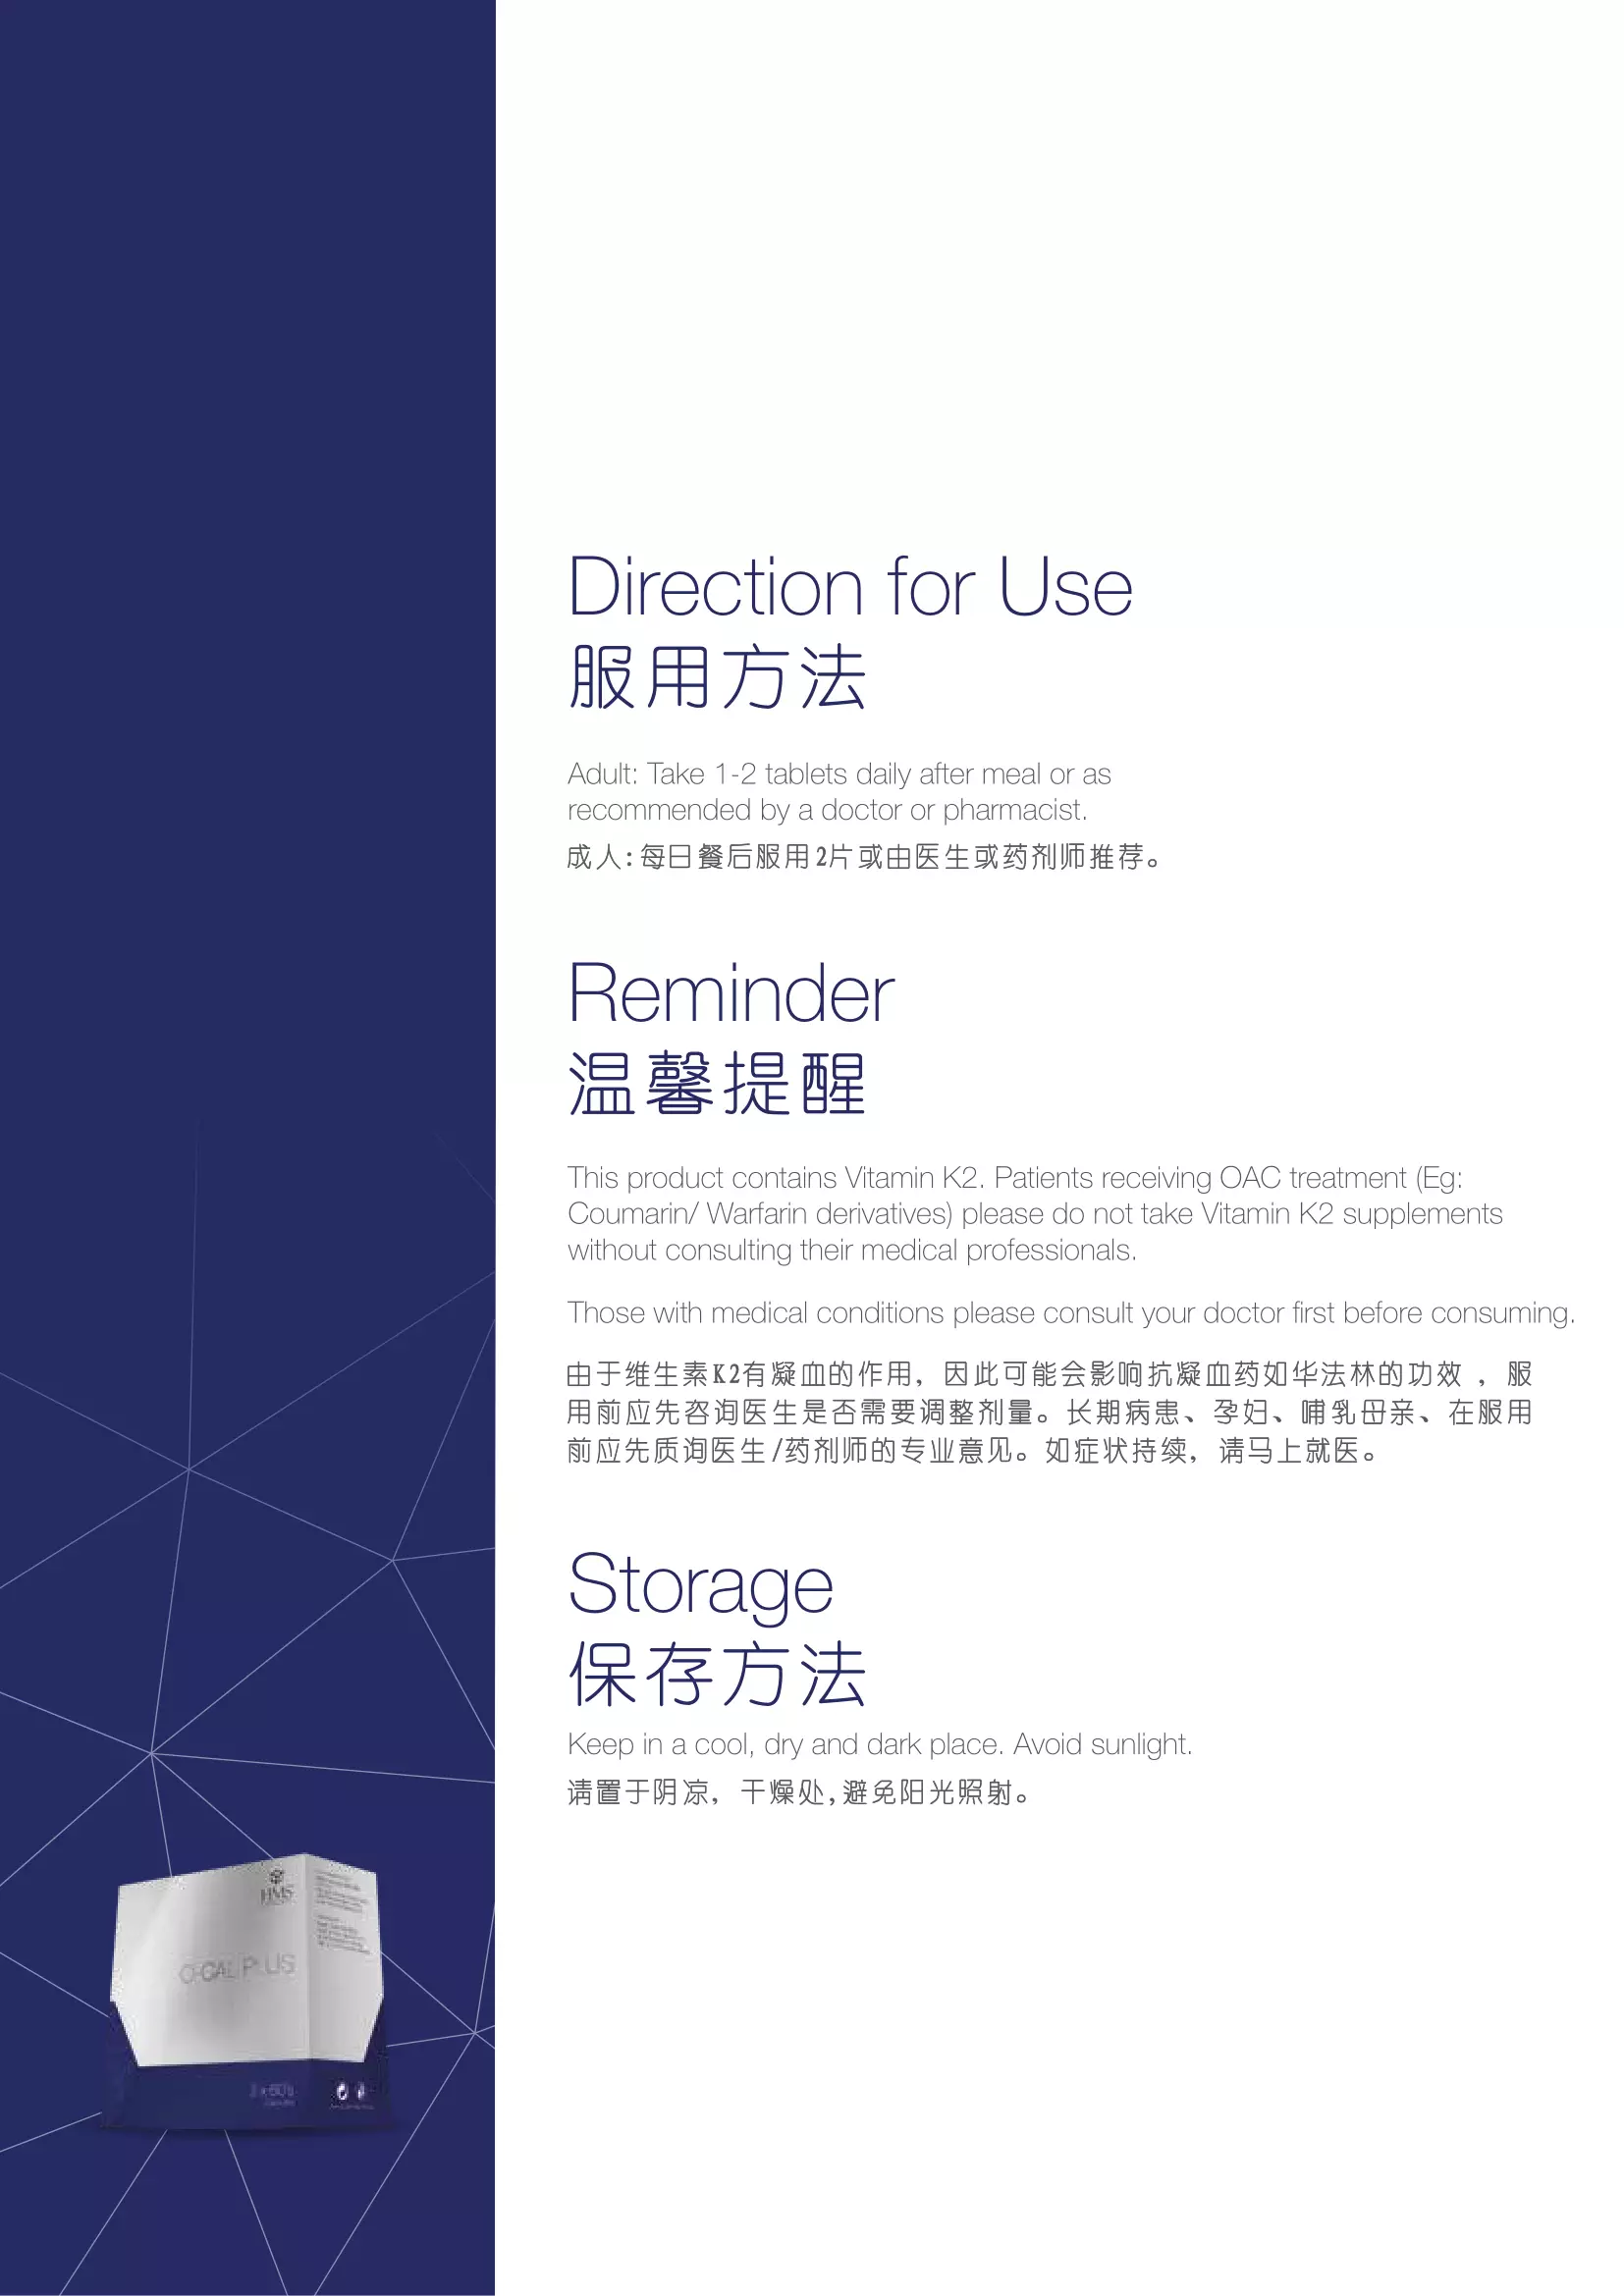 Direction for Use
服用方法
Adult: Take 1-2 tablets daily after meal or as
recommended by a doctor or pharmacist.
成人:每日餐后服用2片或由医生或药剂师推荐。
Reminder
温馨提醒
This product contains Vitamin K2. Patients receiving OAC treatment (Eg:
Coumarin/ Warfarin derivatives) please do not take Vitamin K2 supplements
without consulting their medical professionals.
Those with medical conditions please consult your doctor first before consuming.
由于维生素K2有凝血的作用，因此可能会影响抗凝血药如华法林的功效 ，服
用前应先咨询医生是否需要调整剂量。长期病患、孕妇、哺乳母亲、在服用
前应先质询医生/药剂师的专业意见。如症状持续，请马上就医。
Storage
保存方法
Keep in a cool, dry and dark place. Avoid sunlight.
请置于阴凉，干燥处,避免阳光照射。
HMS
O-CAL PLUS
2 x 60's